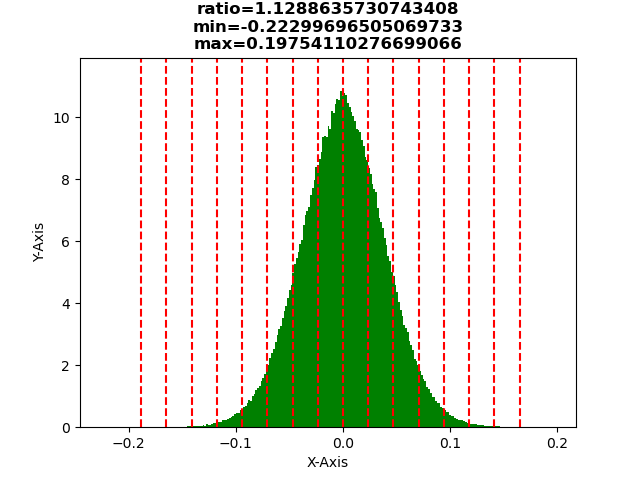 ratio=1.1288635730743408
min=-0.22299696505069733
max=0.19754110276699066
10
8
6
4
2
0
Y-Axis
−0.2
−0.1
0.0
0.1
0.2
X-Axis